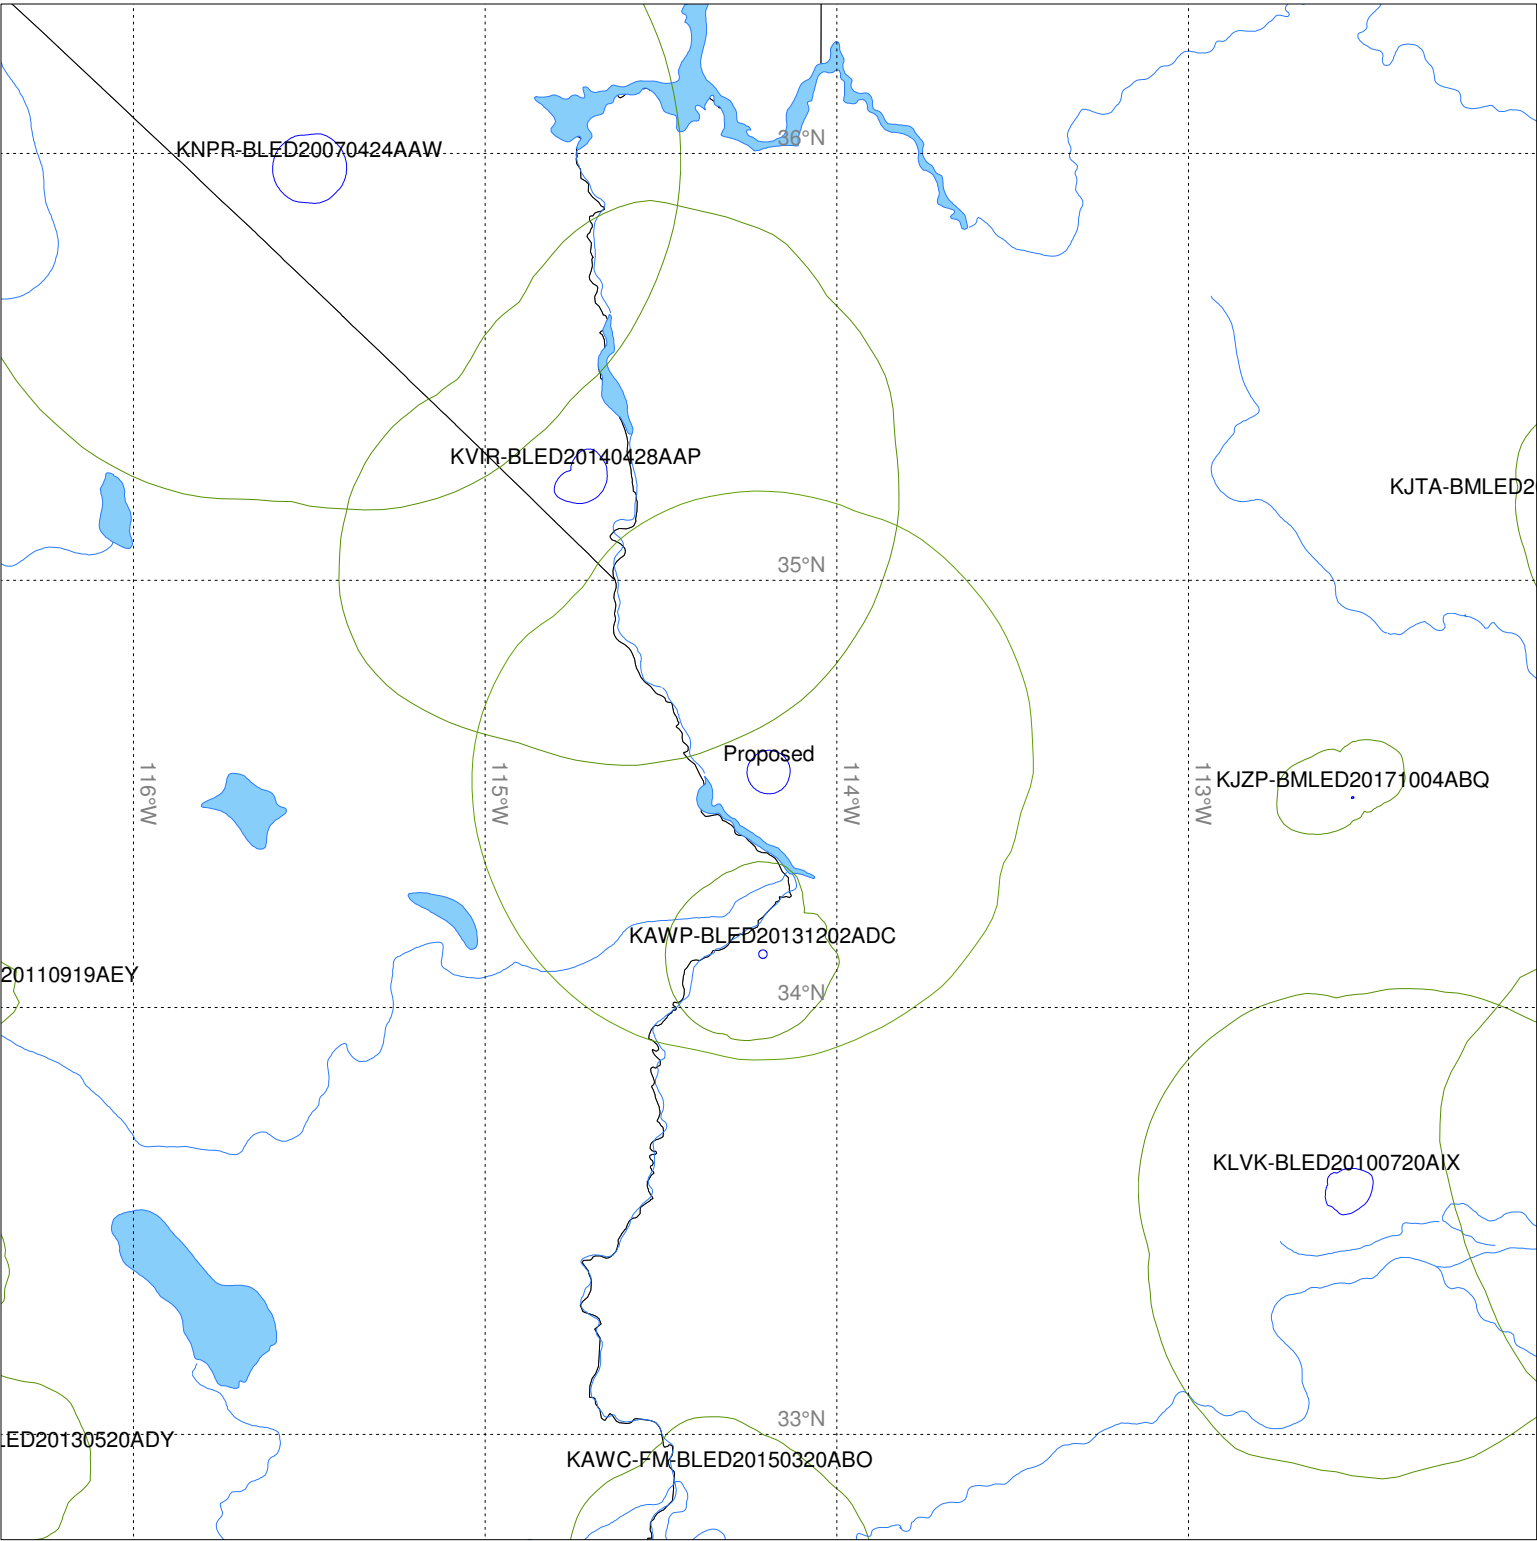 36°N
KNPR-BLED20070424AAW
KVIR-BLED20140428AAP
KJTA-BMLED2
35°N
Proposed
116°W
115°W
114°W
113°W
KJZP-BMLED20171004ABQ
KAWP-BLED20131202ADC
20110919AEY
34°N
KLVK-BLED20100720AIX
33°N
LED20130520ADY
KAWC-FM-BLED20150320ABO